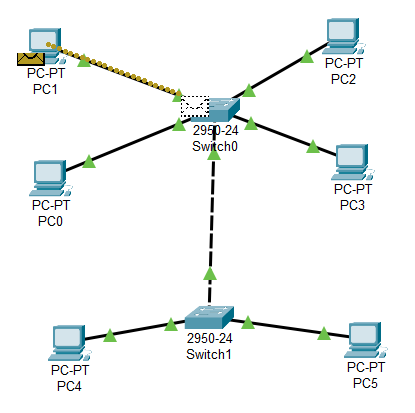 PC-PT
PC1
PC-PT
PC2
2950-24
Switch0
PC-PT
PC0
PC-PT
PC3
2950-24
Switch1
PC-PT
PC4
PC-PT
PC5